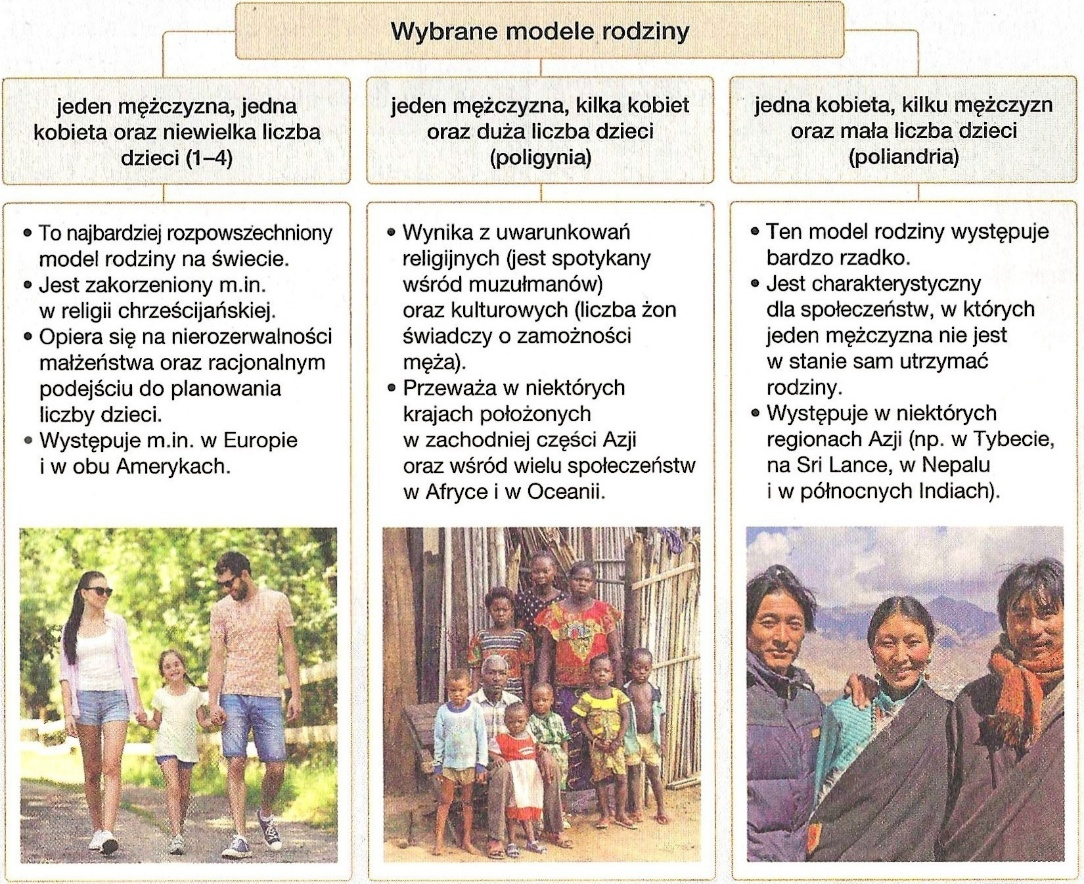 Wybrane modele rodziny
jeden mężczyzna, jedna
kobieta oraz niewielka liczba
dzieci (1–4)
• To najbardziej rozpowszechniony
model rodziny na świecie.
• Jest zakorzeniony m.in.
w religii chrześcijańskiej.
• Opiera się na nierozerwalności
małżeństwa oraz racjonalnym
podejściu do planowania
liczby dzieci.
• Występuje m.in. w Europie
i w obu Amerykach.
jeden mężczyzna, kilka kobiet
oraz duża liczba dzieci
(poligynia)
• Wynika z uwarunkowań
religijnych (jest spotykany
wśród muzułmanów)
oraz kulturowych (liczba żon
świadczy o zamożności
męża).
• Przeważa w niektórych
krajach położonych
w zachodniej części Azji
oraz wśród wielu społeczeństw
w Afryce i w Oceanii.
jedna kobieta, kilku mężczyzn
oraz mała liczba dzieci
(poliandria)
• Ten model rodziny występuje
bardzo rzadko.
• Jest charakterystyczny
dla społeczeństw, w których
jeden mężczyzna nie jest
w stanie sam utrzymać
rodziny.
• Występuje w niektórych
regionach Azji (np. w Tybecie,
na Sri Lance, w Nepalu
i w północnych Indiach).